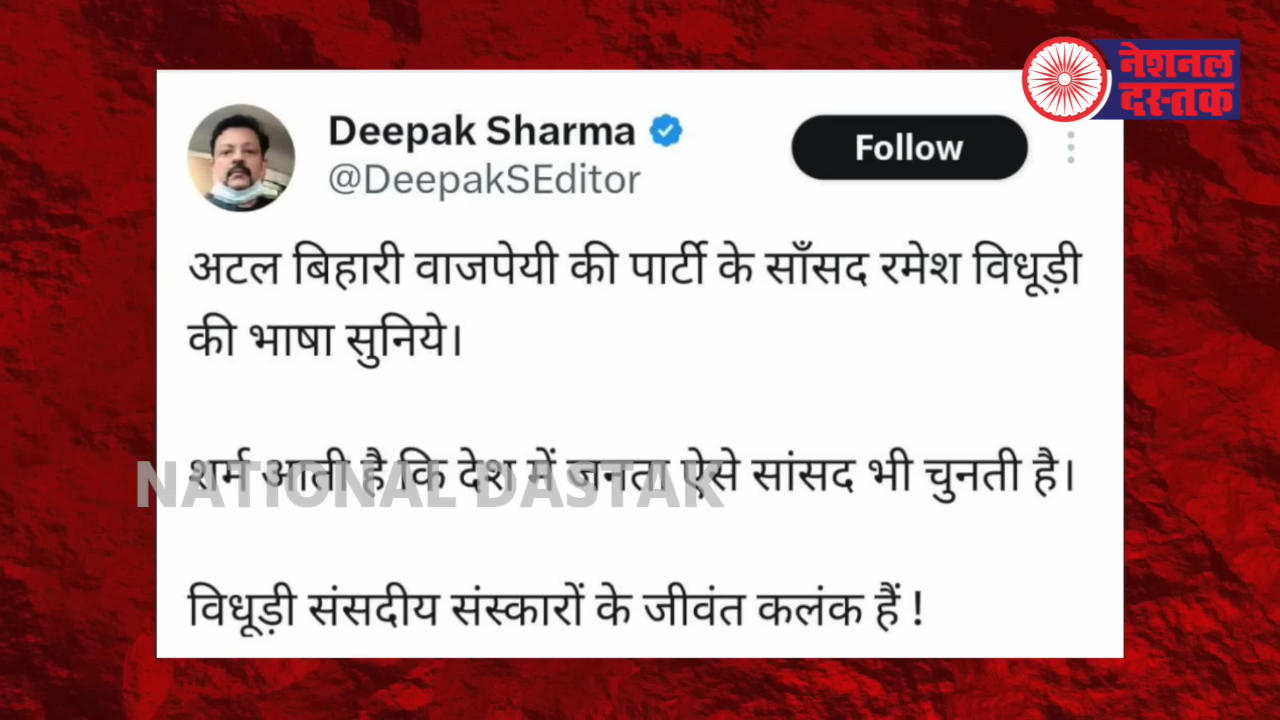 नेशनल
दस्तक
Deepak Sharma
@DeepakSEditor
Follow
अटल बिहारी वाजपेयी की पार्टी के साँसद रमेश विधूड़ी
की भाषा सुनिये।
शर्म आती है कि देश में जनता ऐसे सांसद भी चुनती है।
NATIONAL DASTAK
विधूड़ी संसदीय संस्कारों के जीवंत कलंक हैं !